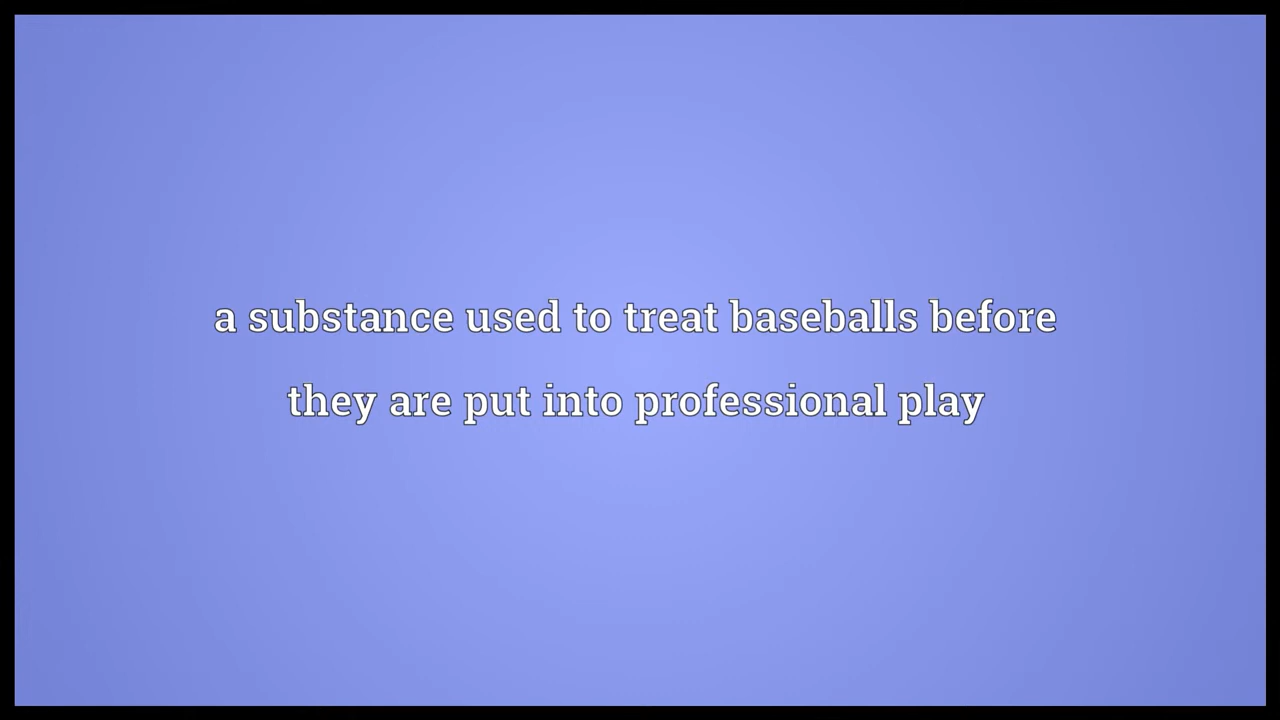 a substance used to treat baseballs before
they are put into professional play